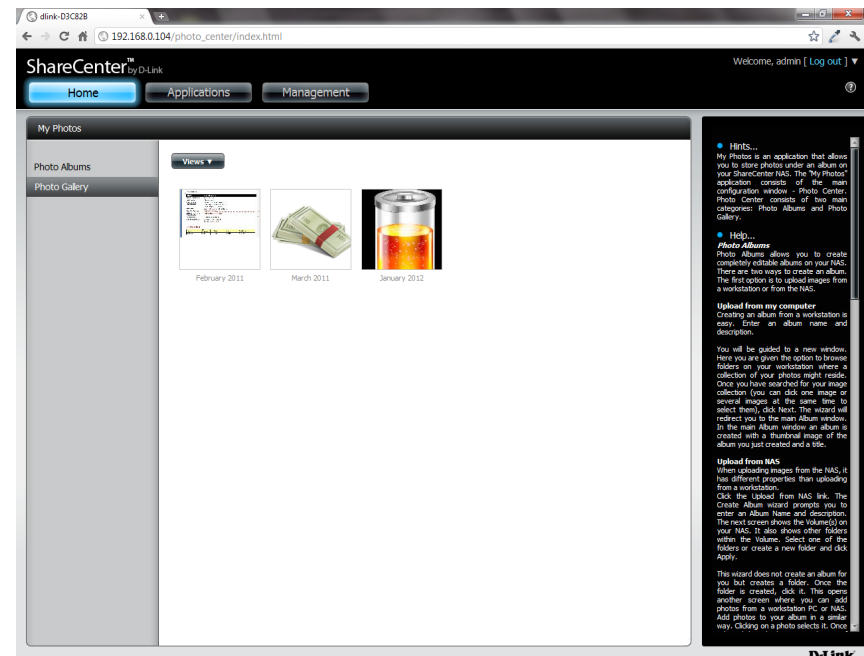 dlink-D3C82B
192.168.0.104/photo_center/index.html
ShareCenter™ by D-Link
Welcome, admin [ Log out ] ▼
Home
Applications
Management
My Photos
Photo Albums
Photo Gallery
Views ▼
February 2011
March 2011
January 2012
Hints...
My Photos is an application that allows
you to store photos under an album on
your ShareCenter NAS. The "My Photos"
application consists of the main
configuration window - Photo Center.
Photo Center consists of two main
categories: Photo Albums and Photo
Gallery.
Help...
Photo Albums
Photo Albums allows you to create
completely editable albums on your NAS.
There are two ways to create an album.
The first option is to upload images from
a workstation or from the NAS.
Upload from my computer
Creating an album from a workstation is
easy. Enter an album name and
description.
You will be guided to a new window.
Here you are given the option to browse
folders on your workstation where a
collection of your photos might reside.
Once you have searched for your image
collection (you can click one image or
several images at the same time to
select them), click Next. The wizard will
redirect you to the main Album window.
In the main Album window an album is
created with a thumbnail image of the
album you just created and a title.
Upload from NAS
When uploading images from the NAS, it
has different properties than uploading
from a workstation.
Click the Upload from NAS link. The
Create Album wizard prompts you to
enter an Album Name and description.
The next screen shows the Volume(s) on
your NAS. It also shows other folders
within the Volume. Select one of the
folders or create a new folder and click
Apply.
This wizard does not create an album for
you but creates a folder. Once the
folder is created, click it. This opens
another screen where you can add
photos from a workstation PC or NAS.
Add photos to your album in a similar
way. Clicking on a photo selects it. Once
D-Link